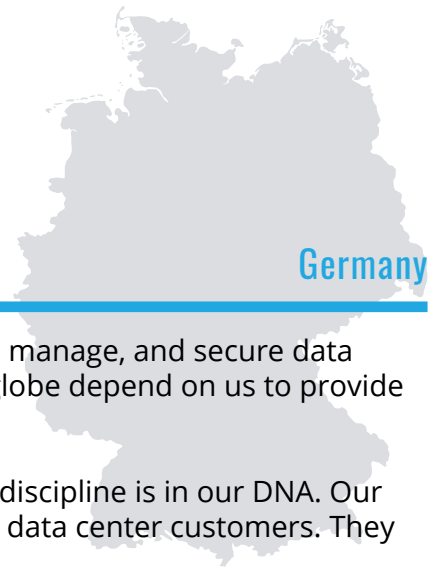 Germany
manage, and secure data
globe depend on us to provide
discipline is in our DNA. Our
data center customers. They